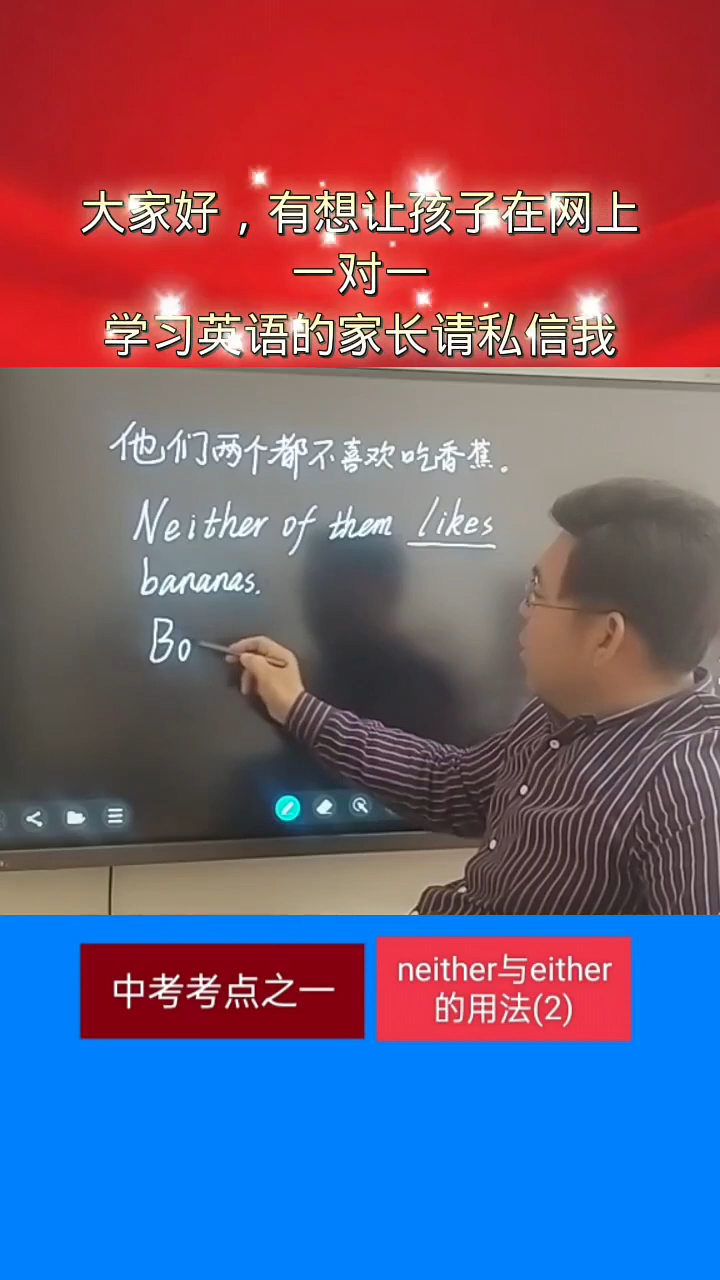 大家好，有想让孩子在网上
一对一
学习英语的家长请私信我
他们两个都不喜欢吃香蕉。
Neither of them likes
bananas.
Bo
中考考点之一
neither与either
的用法(2)